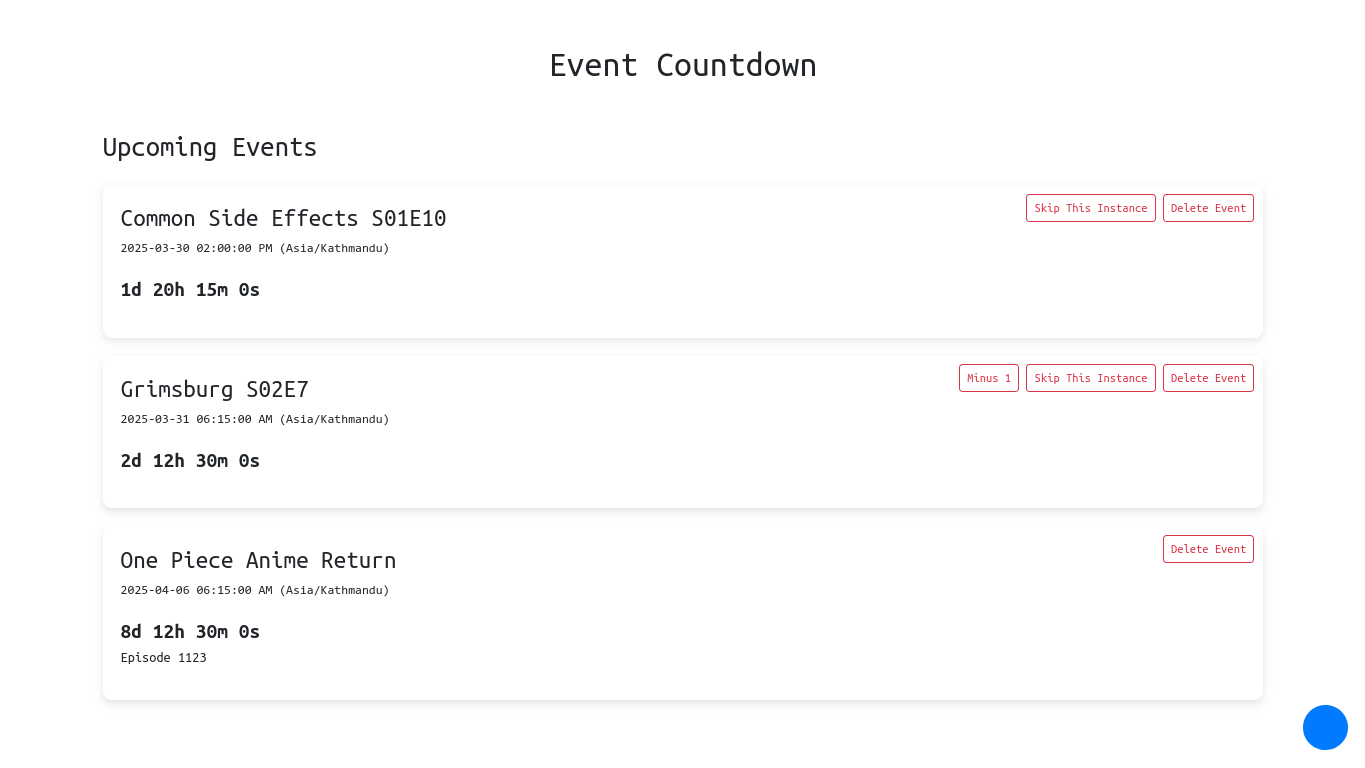 Event Countdown
Upcoming Events
Common Side Effects S01E10
Skip This Instance
Delete Event
2025-03-30 02:00:00 PM (Asia/Kathmandu)
1d 20h 15m 0s
Grimsburg S02E7
Minus 1
Skip This Instance
Delete Event
2025-03-31 06:15:00 AM (Asia/Kathmandu)
2d 12h 30m 0s
One Piece Anime Return
Delete Event
2025-04-06 06:15:00 AM (Asia/Kathmandu)
8d 12h 30m 0s
Episode 1123